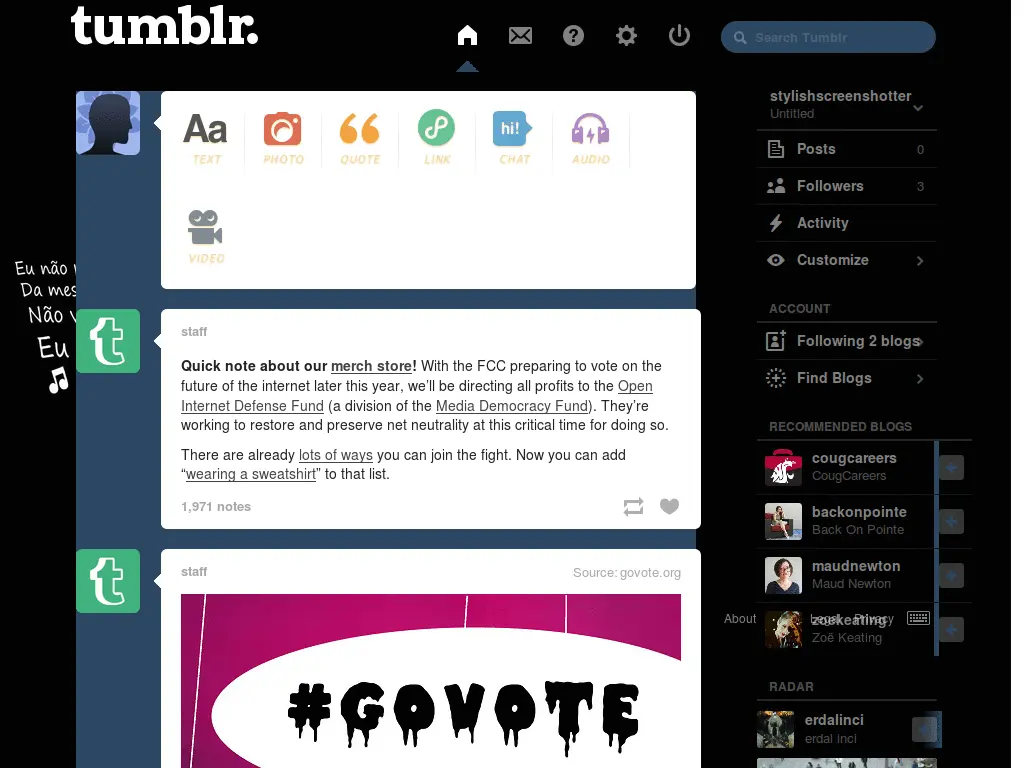 tumblr.
Search Tumblr
stylishscreenshotter
Untitled
Aa
hi!
TEXT
PHOTO
QUOTE
LINK
CHAT
AUDIO
VIDEO
Posts 0
Followers 3
Activity
Customize
Eu não
Da mes
Não
Eu
ACCOUNT
Following 2 blogs
Find Blogs
staff
Quick note about our merch store! With the FCC preparing to vote on the
future of the internet later this year, we’ll be directing all profits to the Open
Internet Defense Fund (a division of the Media Democracy Fund). They’re
working to restore and preserve net neutrality at this critical time for doing so.
There are already lots of ways you can join the fight. Now you can add
“wearing a sweatshirt” to that list.
1,971 notes
RECOMMENDED BLOGS
cougcareers
CougCareers
backonpointe
Back On Pointe
maudnewton
Maud Newton
zoekeating
Zoë Keating
About
Legal
Privacy
staff
Source: govote.org
#GOVOTE
RADAR
erdalinci
erdal inci